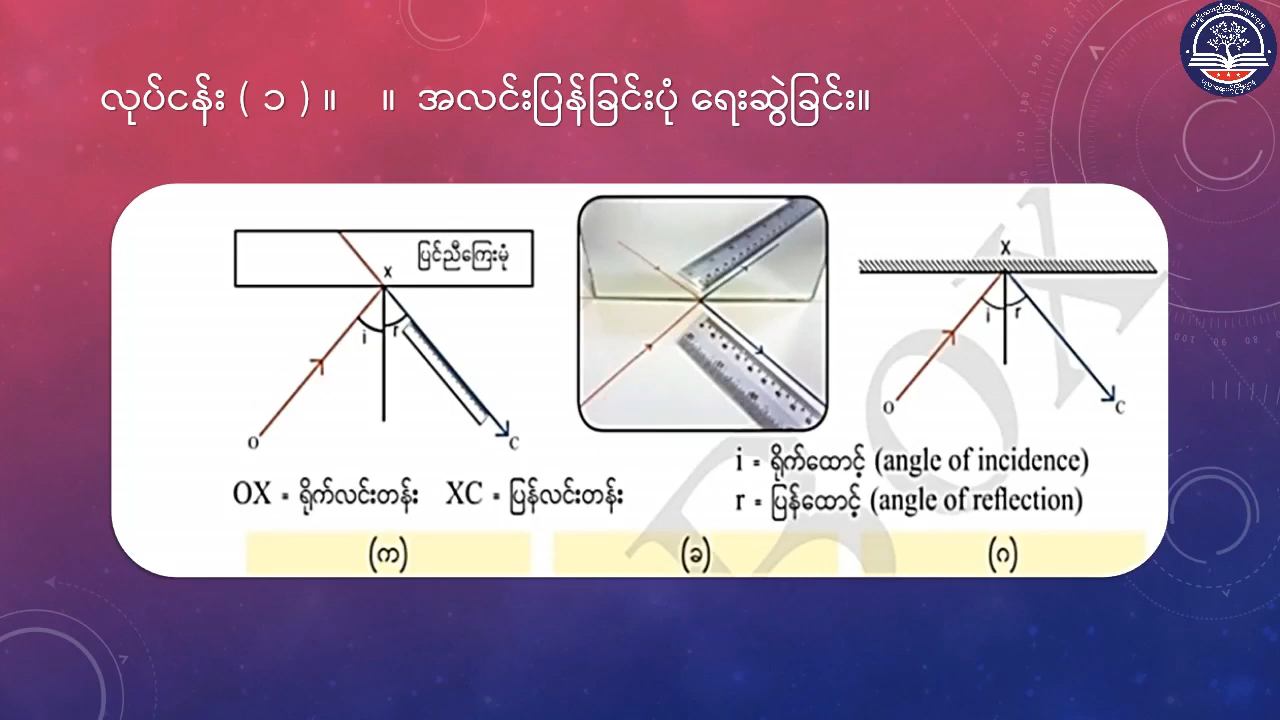 လုပ်ငန်း ( ၁ ) ။ ။ အလင်းပြန်ခြင်းပုံ ရေးဆွဲခြင်း။
ပြင်ညီကြေးမုံ
X
i r
O
C
X
i r
O
C
OX = ရိုက်လင်းတန်း XC = ပြန်လင်းတန်း
i = ရိုက်ထောင့် (angle of incidence)
r = ပြန်ထောင့် (angle of reflection)
(က)
(ခ)
(ဂ)
BOX